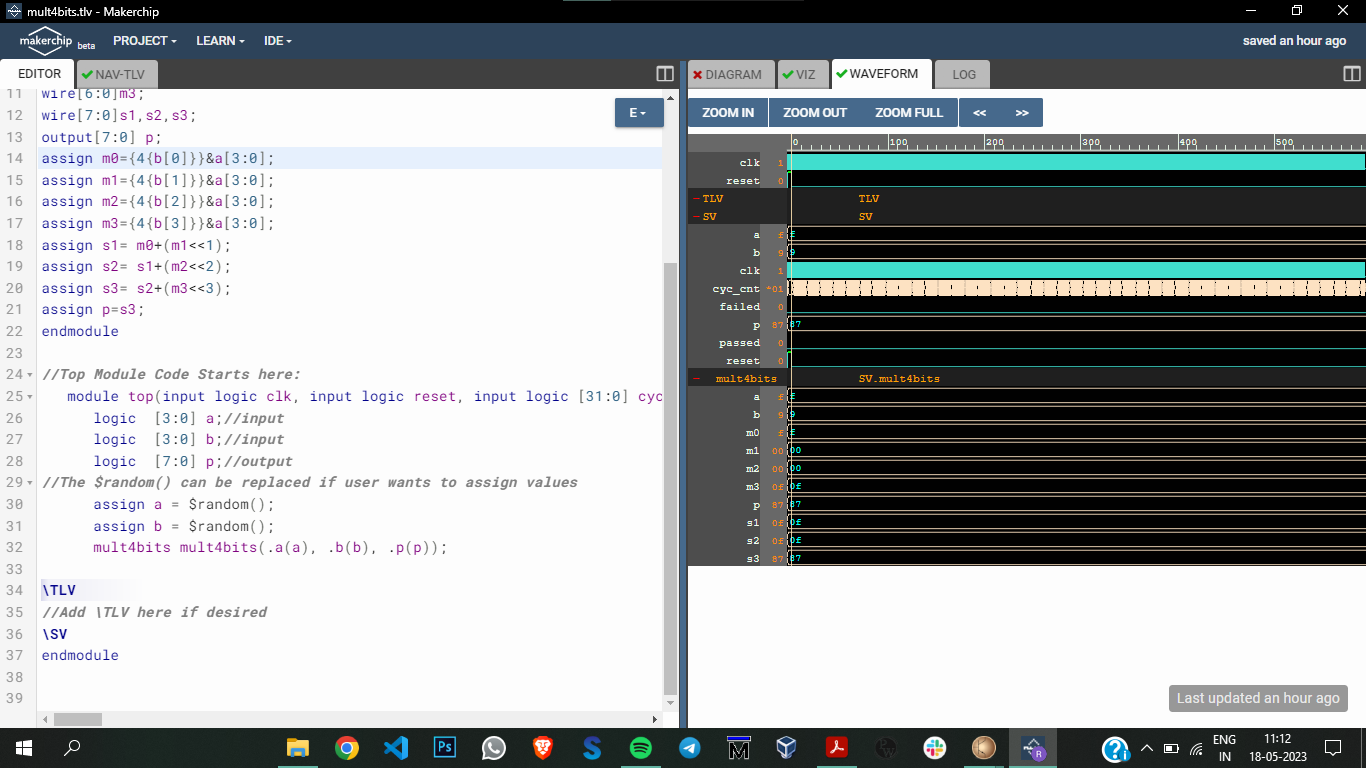 mult4bits.tlv - Makerchip
makerchip beta PROJECT LEARN IDE saved an hour ago
EDITOR NAV-TLV DIAGRAM VIZ WAVEFORM LOG
E
ZOOM IN ZOOM OUT ZOOM FULL << >>
11 wire[6:0]m3;
12 wire[7:0]s1,s2,s3;
13 output[7:0] p;
14 assign m0={4{b[0]}}&a[3:0];
15 assign m1={4{b[1]}}&a[3:0];
16 assign m2={4{b[2]}}&a[3:0];
17 assign m3={4{b[3]}}&a[3:0];
18 assign s1= m0+(m1<<1);
19 assign s2= s1+(m2<<2);
20 assign s3= s2+(m3<<3);
21 assign p=s3;
22 endmodule
23
24 //Top Module Code Starts here:
25 module top(input logic clk, input logic reset, input logic [31:0] cyc
26 logic [3:0] a;//input
27 logic [3:0] b;//input
28 logic [7:0] p;//output
29 //The $random() can be replaced if user wants to assign values
30 assign a = $random();
31 assign b = $random();
32 mult4bits mult4bits(.a(a), .b(b), .p(p));
33
34 \TLV
35 //Add \TLV here if desired
36 \SV
37 endmodule
38
39
0 100 200 300 400 500
clk 1
reset 0
TLV TLV
SV SV
a f f
b 9 9
clk 1
cyc_cnt *01
failed 0
p 87 87
passed 0
reset 0
mult4bits SV.mult4bits
a f f
b 9 9
m0 f f
m1 00 00
m2 00 00
m3 0f 0f
p 87 87
s1 0f 0f
s2 0f 0f
s3 87 87
Last updated an hour ago
Ps
R
ENG
IN
11:12
18-05-2023